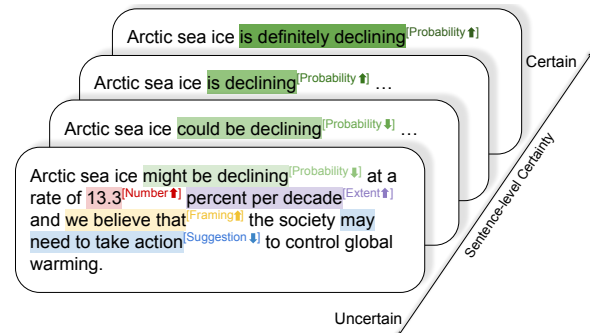 Arctic sea ice is definitely declining[Probability⬆]
Certain
Arctic sea ice is declining[Probability⬆] …
Arctic sea ice could be declining[Probability⬇] …
Arctic sea ice might be declining[Probability⬇] at a
rate of 13.3[Number⬆] percent per decade[Extent⬆]
and we believe that[Framing⬆] the society may
need to take action[Suggestion⬇] to control global
warming.
Sentence-level Certainty
Uncertain